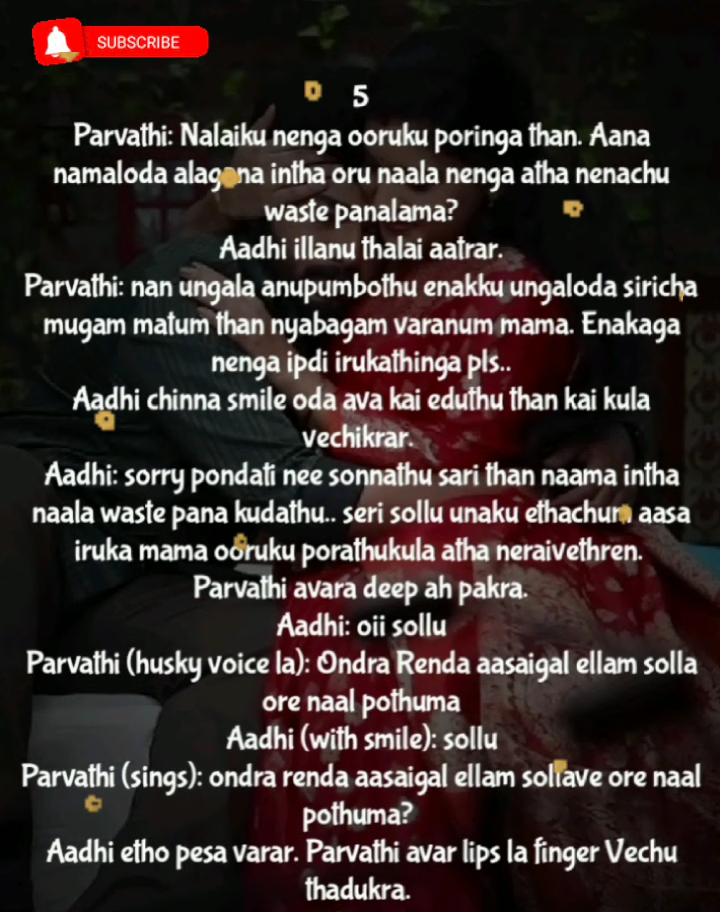 SUBSCRIBE
5
Parvathi: Nalaiku nenga ooruku poringa than. Aana
namaloda intha oru naala nenga atha nenachu
waste panalama?
Aadhi illanu thalai aatrar.
Parvathi: nan ungala anupumbothu enakku ungaloda siricha
mugam matum than nyabagam varanum mama. Enakaga
nenga ipdi irukathinga pls..
Aadhi chinna smile oda ava kai eduthu than kai kula
vechikrar.
Aadhi: sorry pondati nee sonnathu sari than naama intha
naala waste pana kudathu.. seri sollu unaku ethachum aasa
iruka mama ooruku porathukula atha neraivethren.
Parvathi avara deep ah pakra.
Aadhi: oii sollu
Parvathi (husky voice la): Ondra Renda aasaigal ellam solla
ore naal pothuma
Aadhi (with smile): sollu
Parvathi (sings): ondra renda aasaigal ellam sollave ore naal
pothuma?
Aadhi etho pesa varar. Parvathi avar lips la finger Vechu
thadukra.